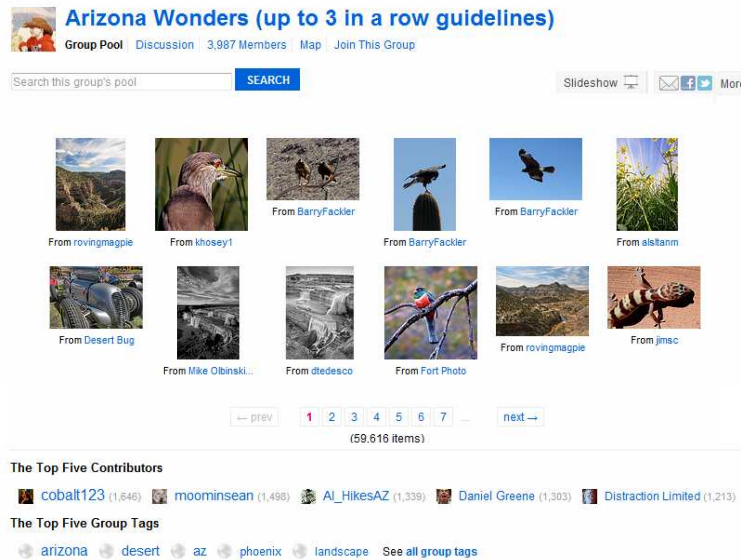 Arizona Wonders (up to 3 in a row guidelines)
Group Pool Discussion 3,987 Members Map Join This Group
Search this group's pool SEARCH Slideshow More
From rovingmagpie From khosey1 From BarryFackler From BarryFackler From BarryFackler From alsltanm
From Desert Bug From Mike Olbinski... From dtedesco From Fort Photo From rovingmagpie From jimsc
← prev 1 2 3 4 5 6 7 ... next →
(59,616 items)
The Top Five Contributors
cobalt123 (1,646) moominsean (1,498) Al_HikesAZ (1,339) Daniel Greene (1,303) Distraction Limited (1,213)
The Top Five Group Tags
arizona desert az phoenix landscape See all group tags